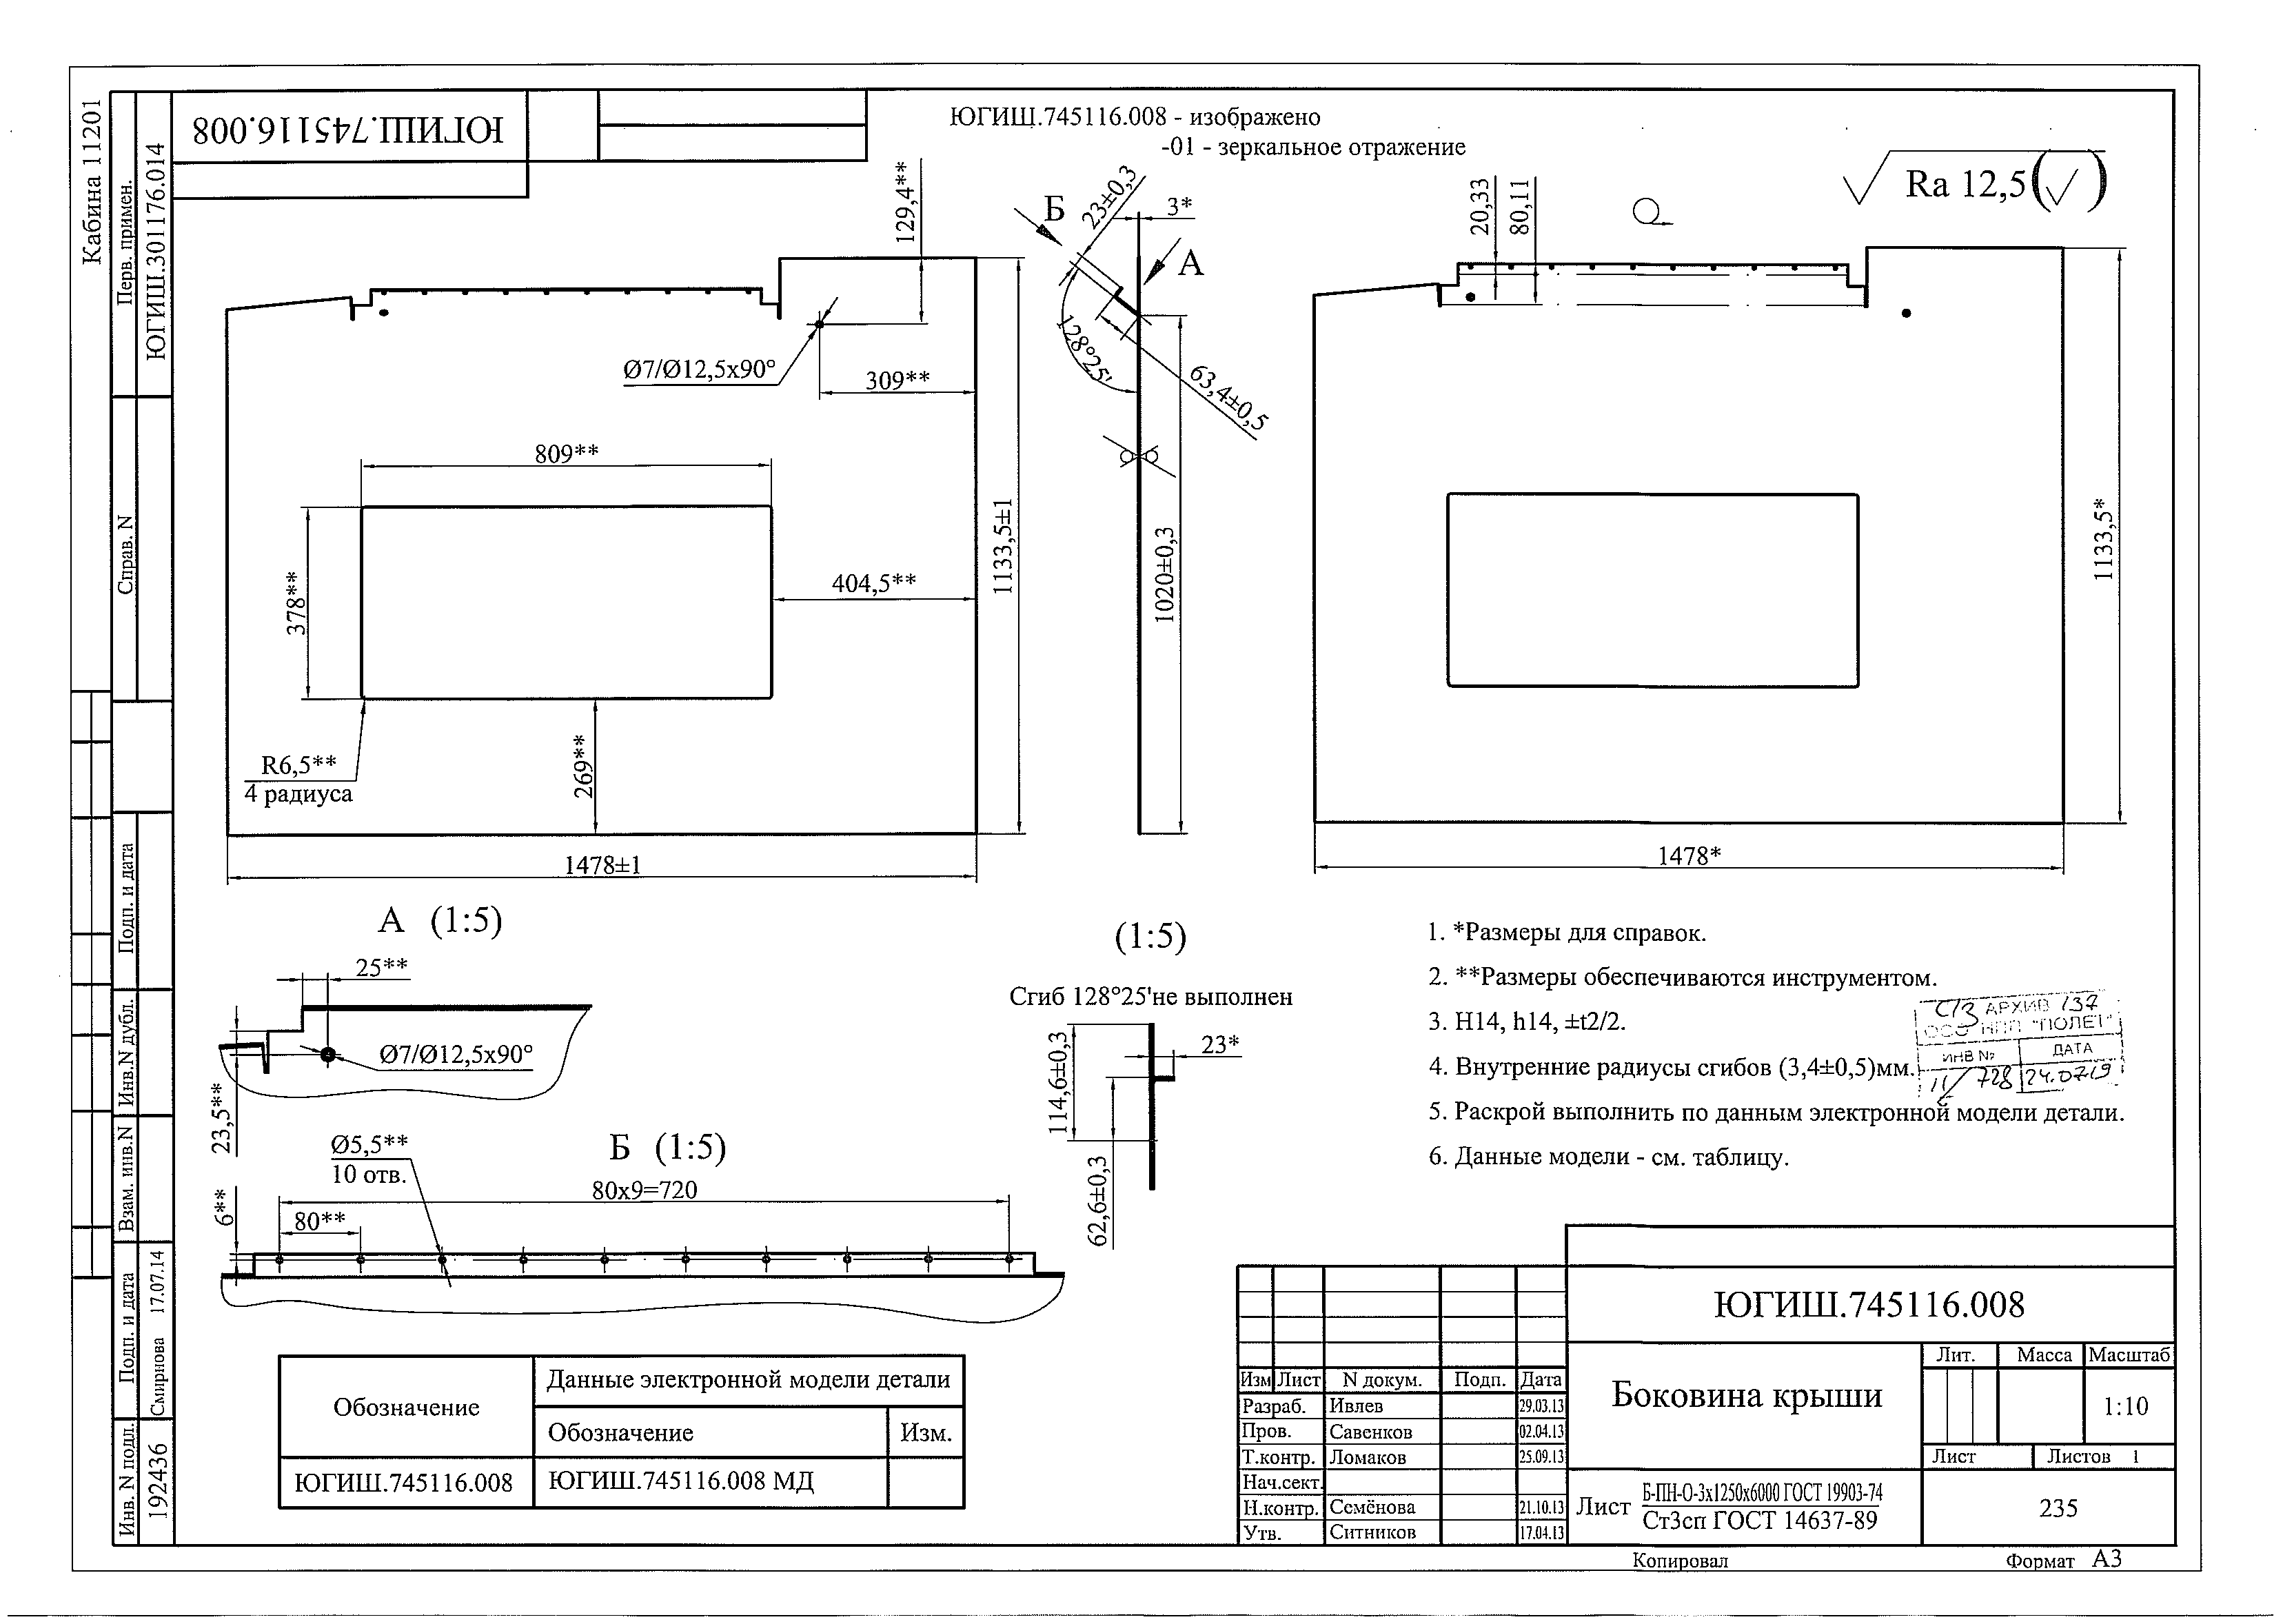 Кабина 11201
Перв. примен.
ЮГИШ.301176.014
Справ. N
Подп. и дата
Инв.N дубл.
Взам. инв.N
Подп. и дата
Смирнова 17.07.14
Инв. N подл.
192436
ЮГИШ.745116.008
ЮГИШ.745116.008 - изображено
-01 - зеркальное отражение
Ra 12,5
129,4**
Ø7/Ø12,5x90°
309**
809**
378**
404,5**
1133,5±1
R6,5**
4 радиуса
269**
1478±1
Б
23±0,3
3*
А
128°25'
63,4±0,5
1020±0,3
20,33
80,11
1133,5*
1478*
А (1:5)
25**
Ø7/Ø12,5x90°
23,5**
Б (1:5)
Ø5,5**
10 отв.
80x9=720
80**
6**
(1:5)
Сгиб 128°25'не выполнен
114,6±0,3
23*
62,6±0,3
1. *Размеры для справок.
2. **Размеры обеспечиваются инструментом.
3. H14, h14, ±t2/2.
4. Внутренние радиусы сгибов (3,4±0,5)мм.
5. Раскрой выполнить по данным электронной модели детали.
6. Данные модели - см. таблицу.
АРХИВ 137
ООО НПП "ПОЛЕТ"
ИНВ № ДАТА
11/728 24.0719
Обозначение
Данные электронной модели детали
Обозначение Изм.
ЮГИШ.745116.008 ЮГИШ.745116.008 МД
ЮГИШ.745116.008
Изм Лист N докум. Подп. Дата
Разраб. Ивлев 29.03.13
Пров. Савенков 02.04.13
Т.контр. Ломаков 25.09.13
Нач.сект.
Н.контр. Семёнова 21.10.13
Утв. Ситников 17.04.13
Боковина крыши
Лит. Масса Масштаб
1:10
Лист Листов 1
Лист Б-ПН-О-3х1250х6000 ГОСТ 19903-74
Ст3сп ГОСТ 14637-89
235
Копировал Формат А3